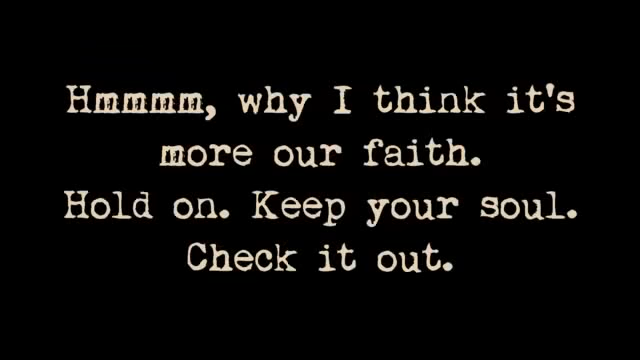 Hmmmm, why I think it's
more our faith.
Hold on. Keep your soul.
Check it out.